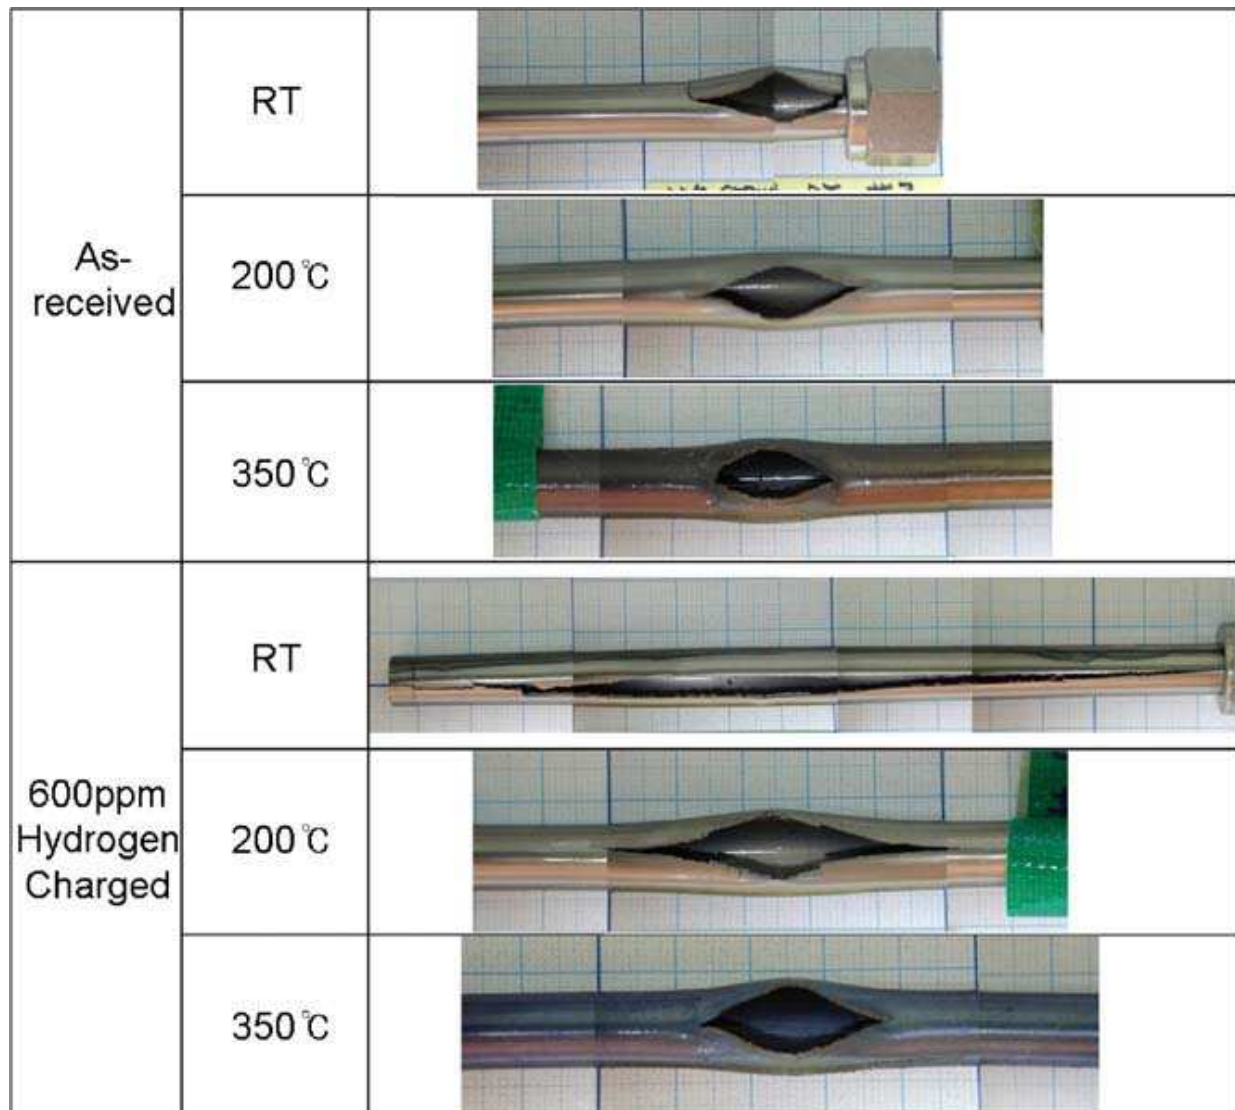 RT
As-
received
200℃
350℃
RT
600ppm
Hydrogen
Charged
200℃
350℃